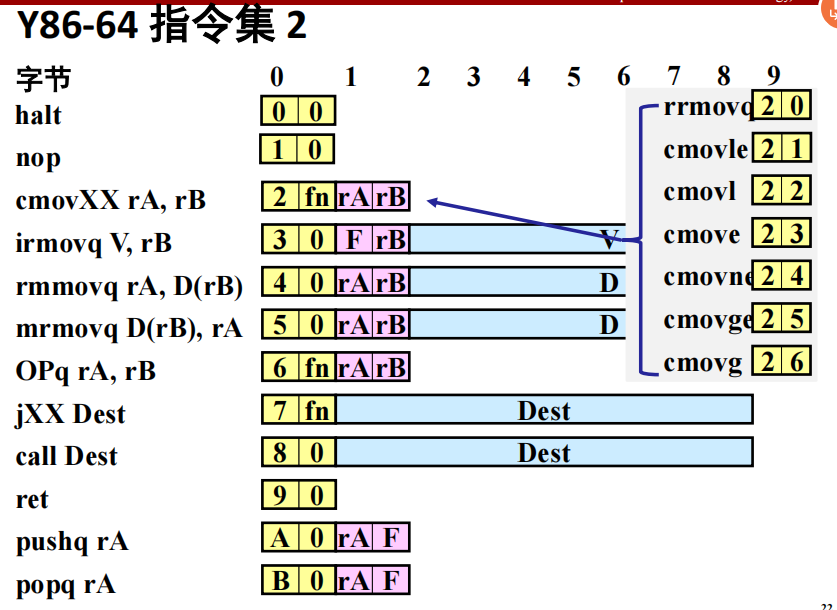 Y86-64 指令集 2
字节 0 1 2 3 4 5 6 7 8 9
halt 0 0
nop 1 0
cmovXX rA, rB 2 fn rA rB
irmovq V, rB 3 0 F rB V
rmmovq rA, D(rB) 4 0 rA rB D
mrmovq D(rB), rA 5 0 rA rB D
OPq rA, rB 6 fn rA rB
jXX Dest 7 fn Dest
call Dest 8 0 Dest
ret 9 0
pushq rA A 0 rA F
popq rA B 0 rA F
rrmovq 2 0
cmovle 2 1
cmovl 2 2
cmove 2 3
cmovne 2 4
cmovge 2 5
cmovg 2 6
22